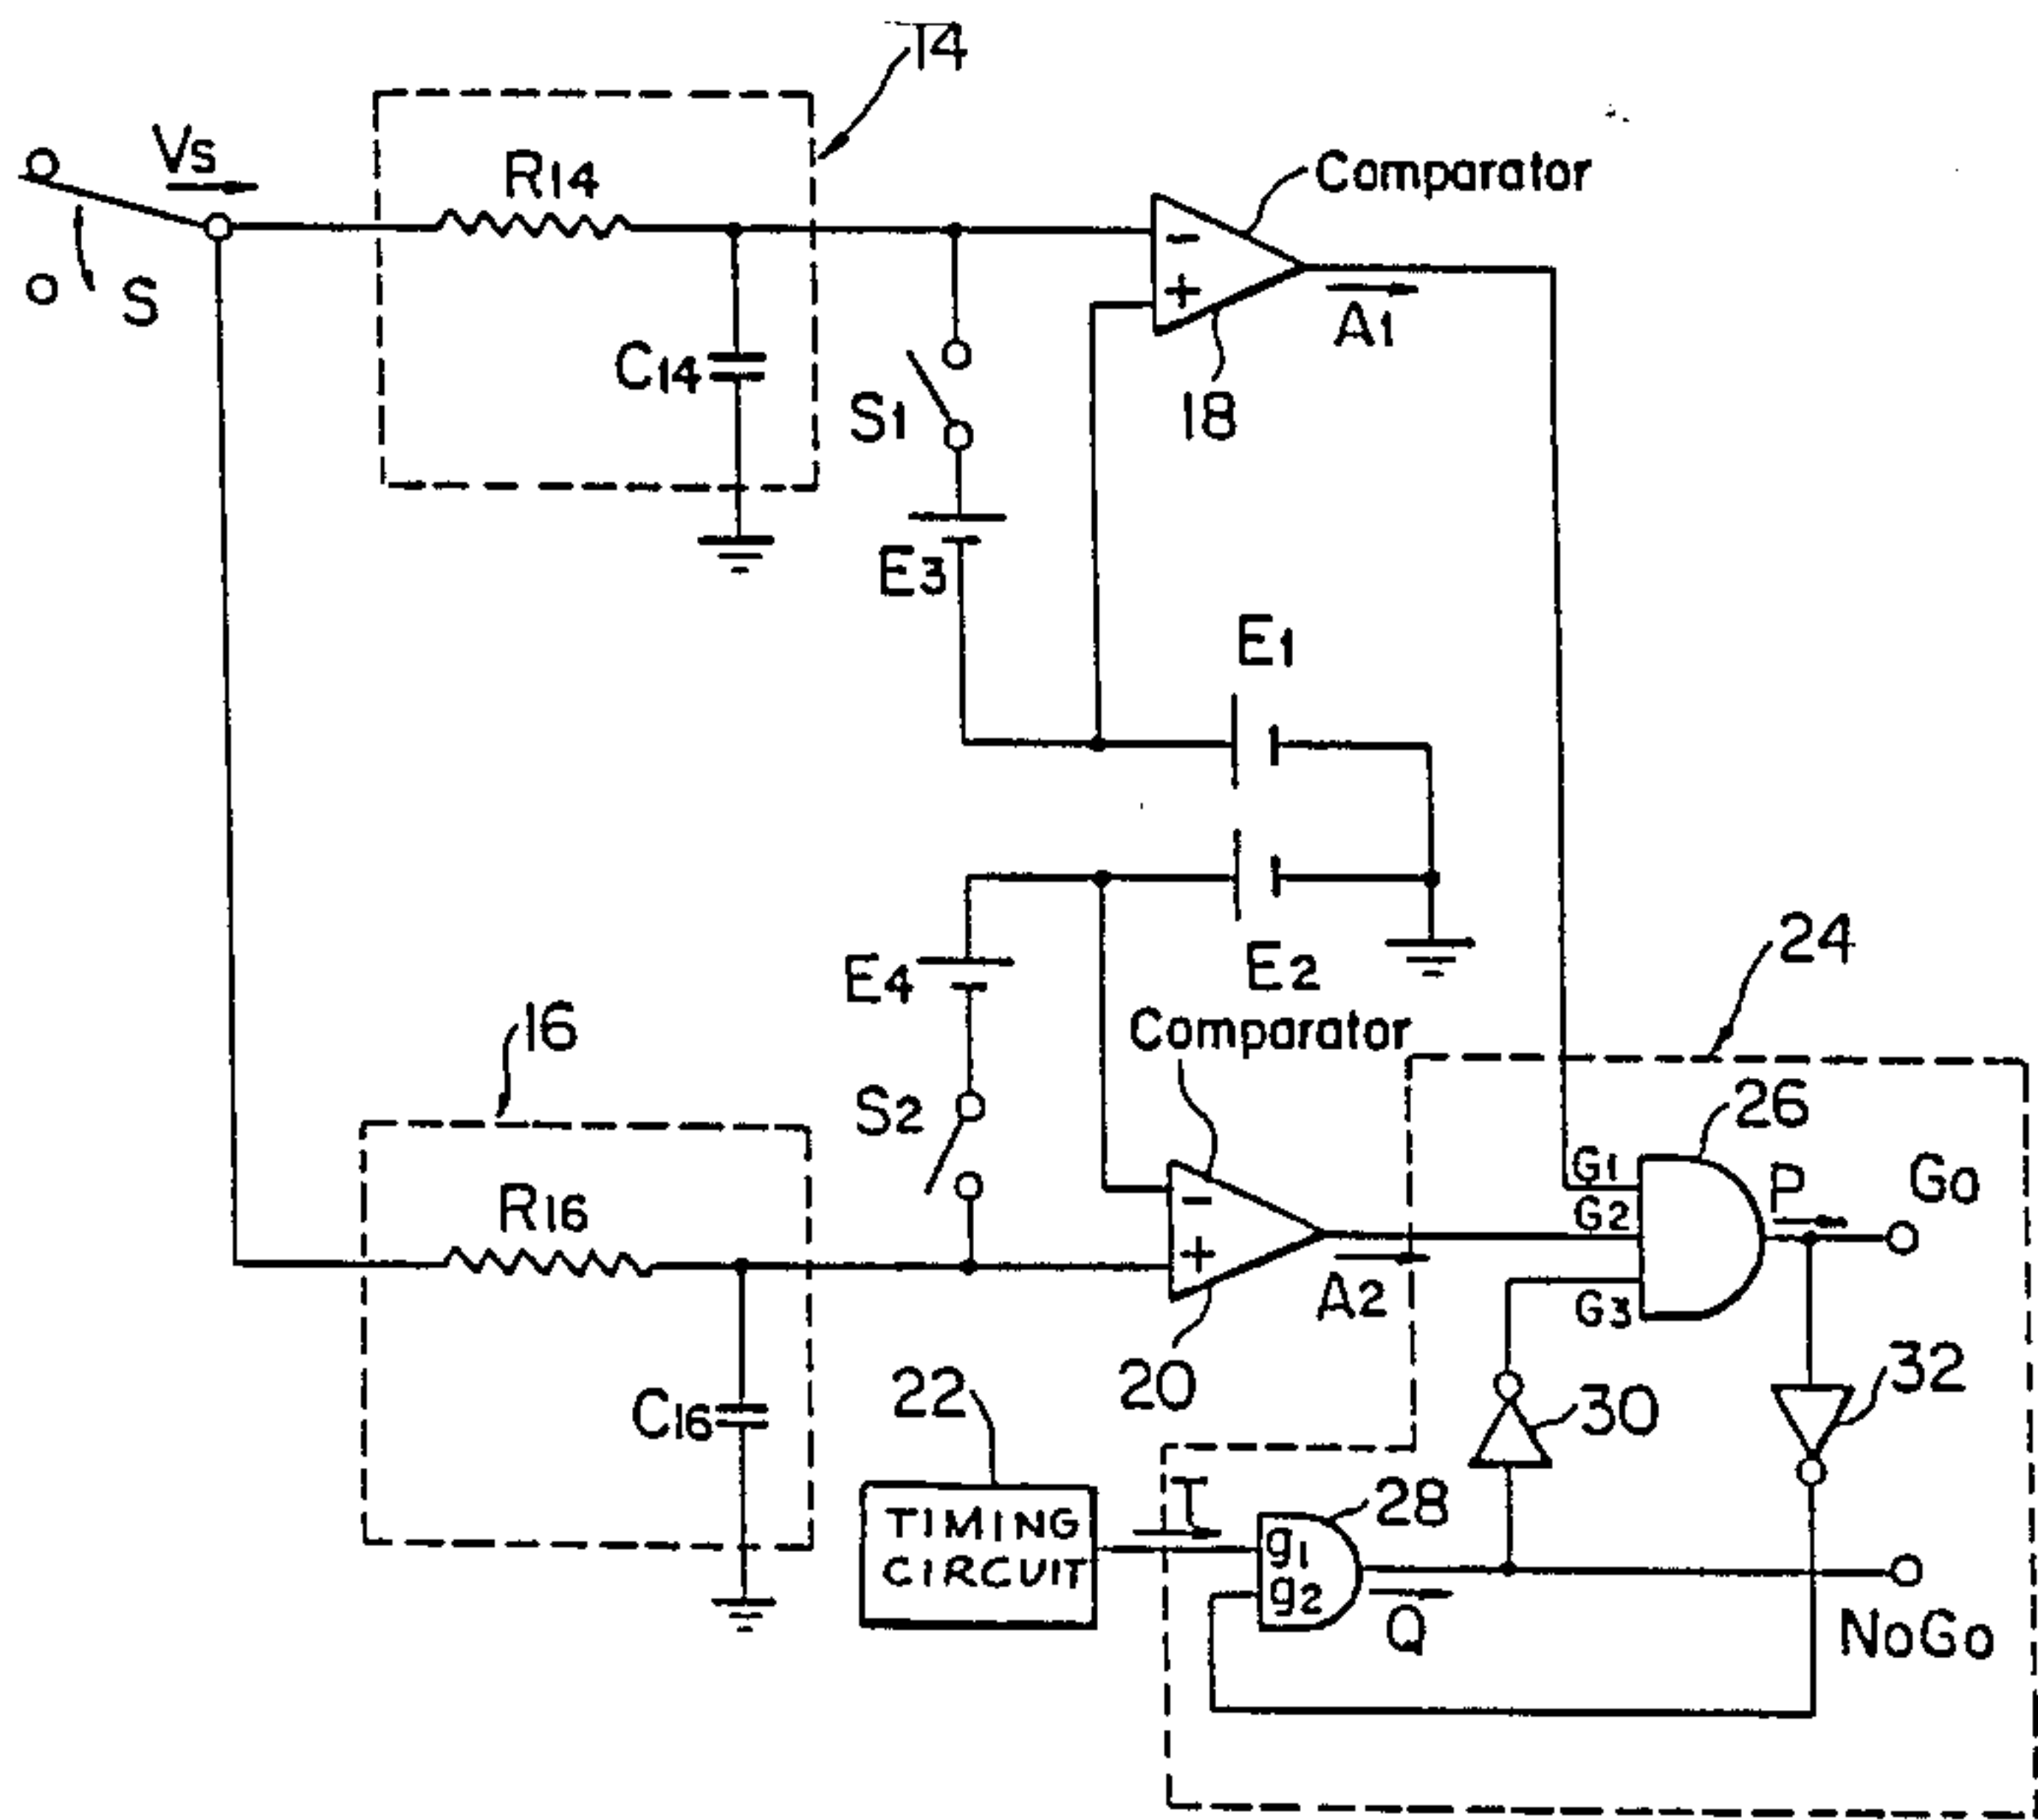 14
Vs
R14
Comparator
S
C14
S1
A1
18
E3
E1
E4
E2
24
16
Comparator
S2
26
G1
P
Go
R16
G2
A2
G3
20
22
32
C16
30
T
28
TIMING
CIRCUIT
g1
g2
Q
NoGo